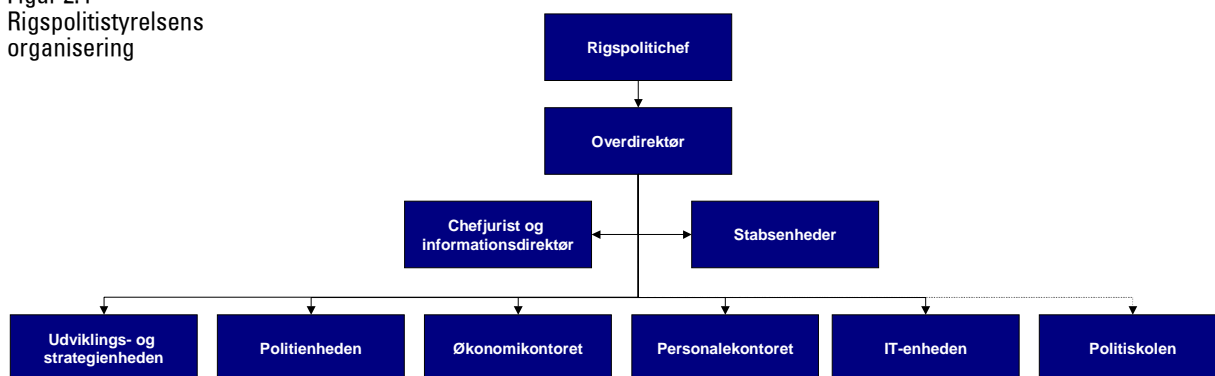 Rigspolitistyrelsens
organisering
Rigspolitichef
Overdirektør
Chefjurist og
informationsdirektør
Stabsenheder
Udviklings- og
strategienheden
Politienheden
Økonomikontoret
Personalekontoret
IT-enheden
Politiskolen